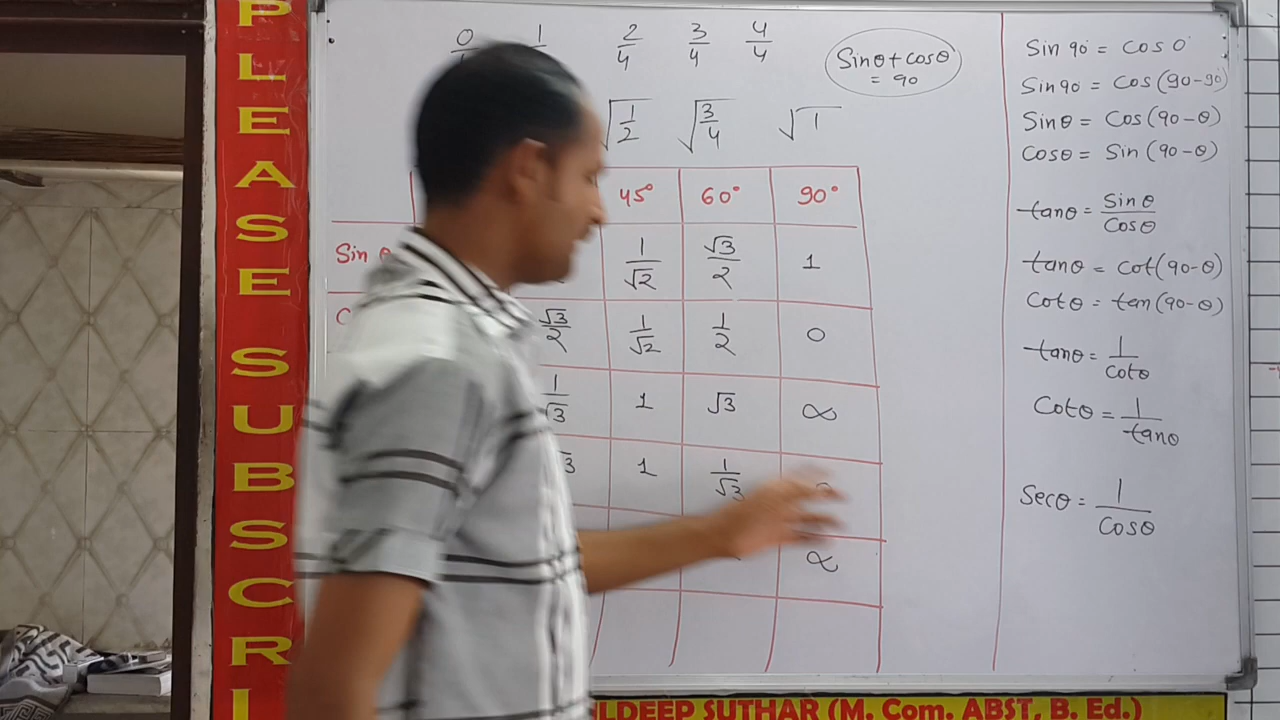 PLEASE SUBSCRI
0 1 2/4 3/4 4/4
√1/2 √3/4 √1
Sinθ + cosθ
= 90
45° 60° 90°
Sin θ 1/√2 √3/2 1
C √3/2 1/√2 1/2 0
1/√3 1 √3 ∞
3 1 1/√3
∞
Sin 90° = cos 0°
Sin 90 = Cos (90-90)
Sinθ = Cos (90-θ)
Cosθ = Sin (90-θ)
tanθ = Sinθ/Cosθ
tanθ = cot(90-θ)
Cotθ = tan (90-θ)
tanθ = 1/cotθ
Cotθ = 1/tanθ
Secθ = 1/Cosθ
LDEEP SUTHAR (M. Com. ABST, B. Ed.)